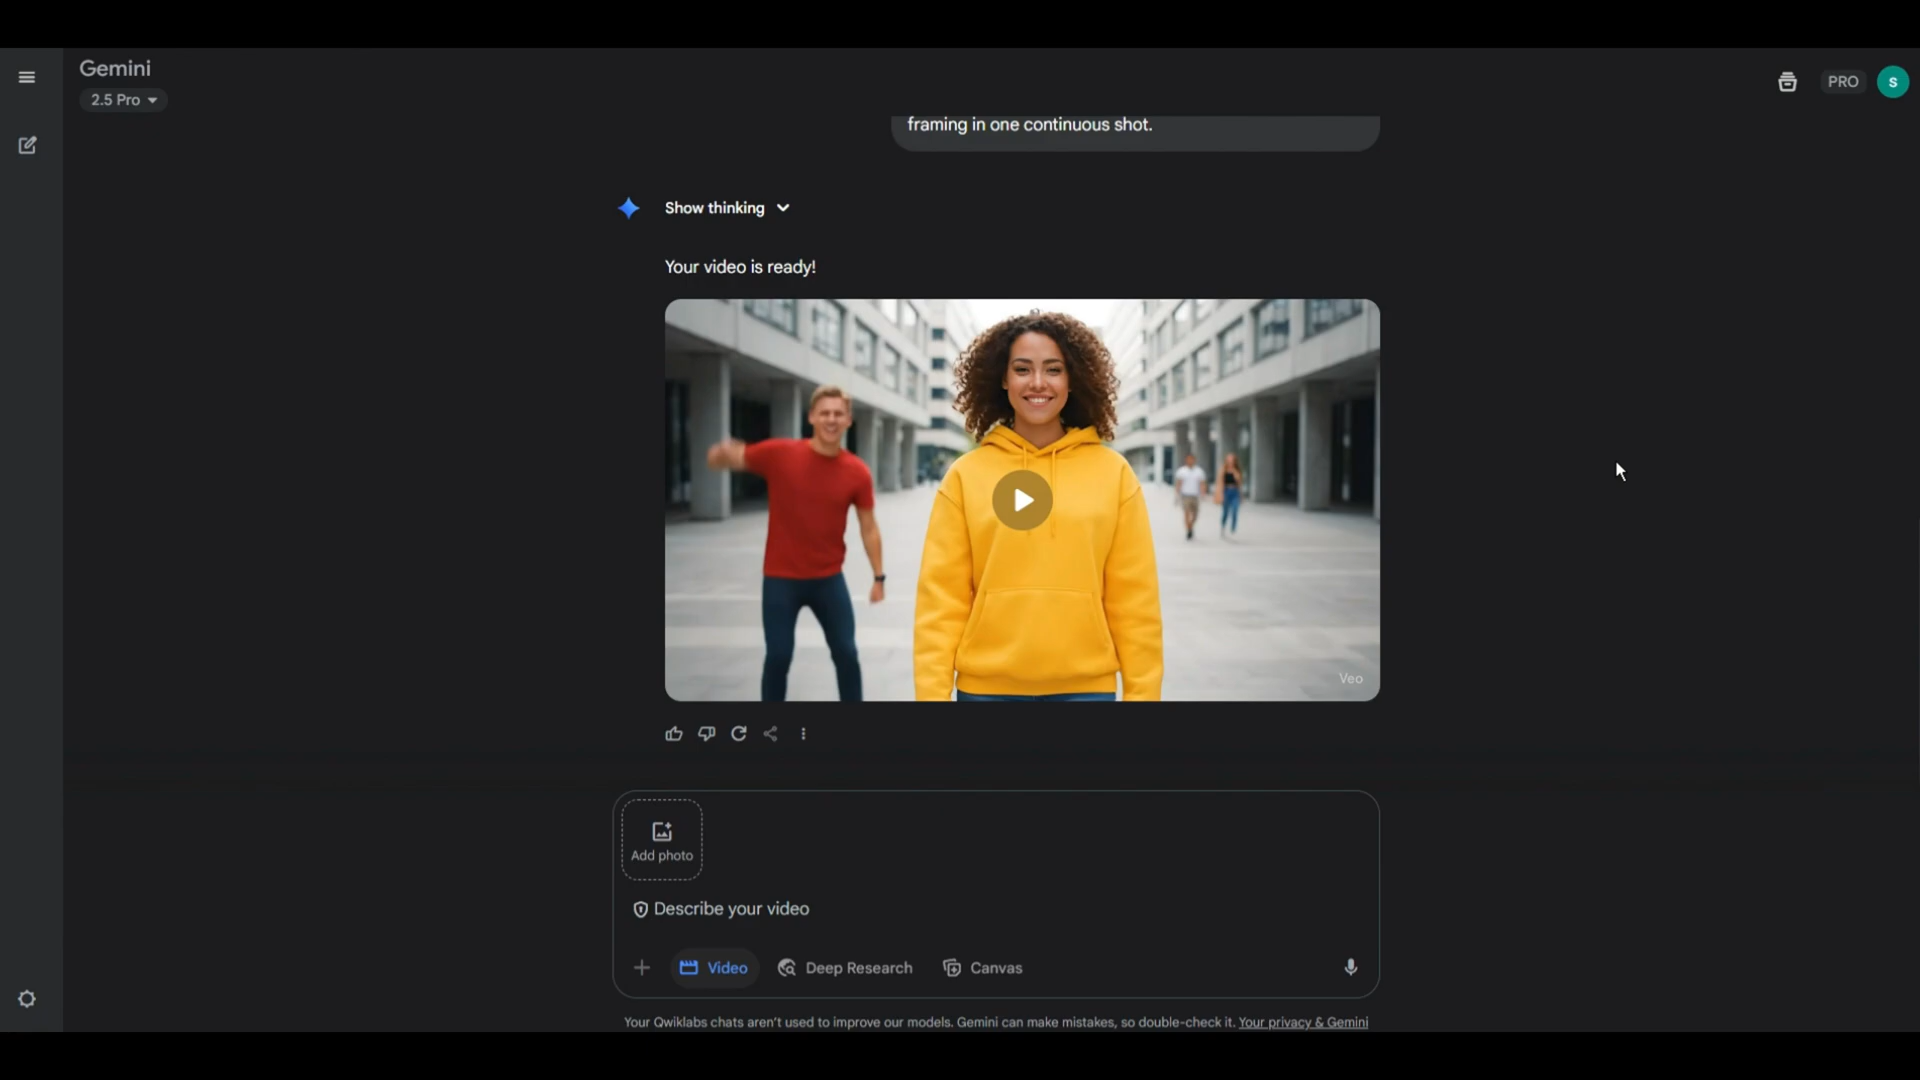 Gemini
2.5 Pro
PRO
S
framing in one continuous shot.
Show thinking
Your video is ready!
Veo
Add photo
Describe your video
Video
Deep Research
Canvas
Your Qwiklabs chats aren't used to improve our models. Gemini can make mistakes, so double-check it. Your privacy & Gemini